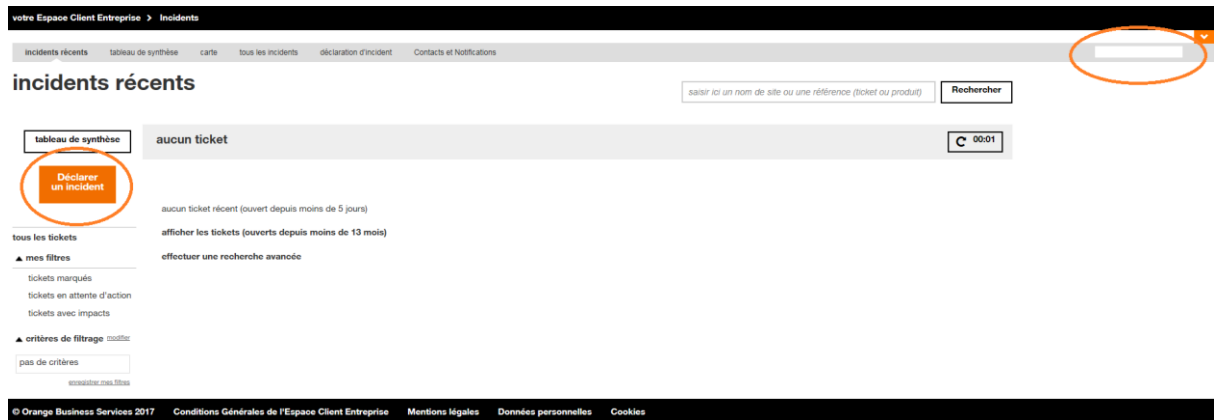 votre Espace Client Entreprise > Incidents
incidents récents tableau de synthèse carte tous les incidents déclaration d'incident Contacts et Notifications
incidents récents
saisir ici un nom de site ou une référence (ticket ou produit) Rechercher
tableau de synthèse
aucun ticket
00:01
Déclarer
un incident
aucun ticket récent (ouvert depuis moins de 5 jours)
afficher les tickets (ouverts depuis moins de 13 mois)
effectuer une recherche avancée
tous les tickets
mes filtres
tickets marqués
tickets en attente d'action
tickets avec impacts
critères de filtrage modifier
pas de critères
enregistrer mes filtres
© Orange Business Services 2017 Conditions Générales de l'Espace Client Entreprise Mentions légales Données personnelles Cookies